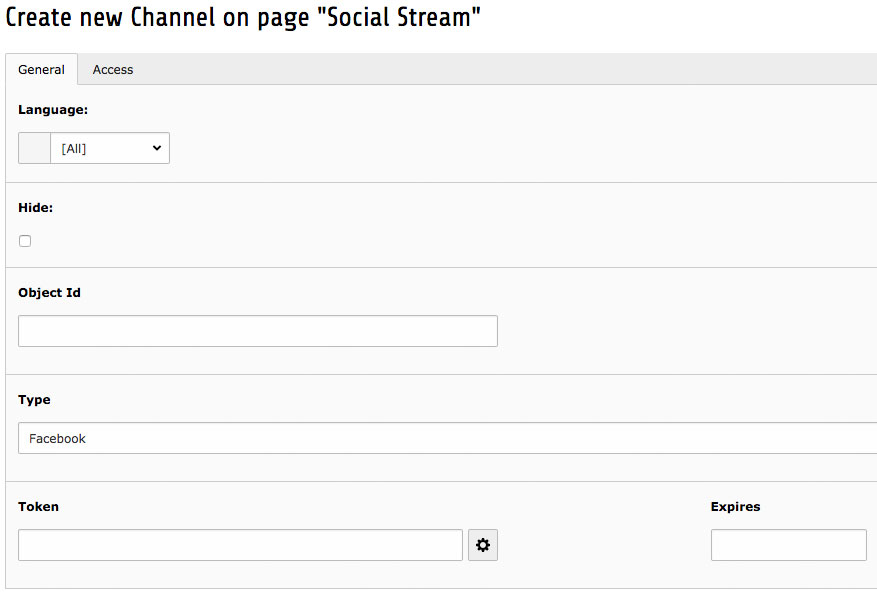 Create new Channel on page "Social Stream"
General Access
Language:
[All]
Hide:
Object Id
Type
Facebook
Token Expires